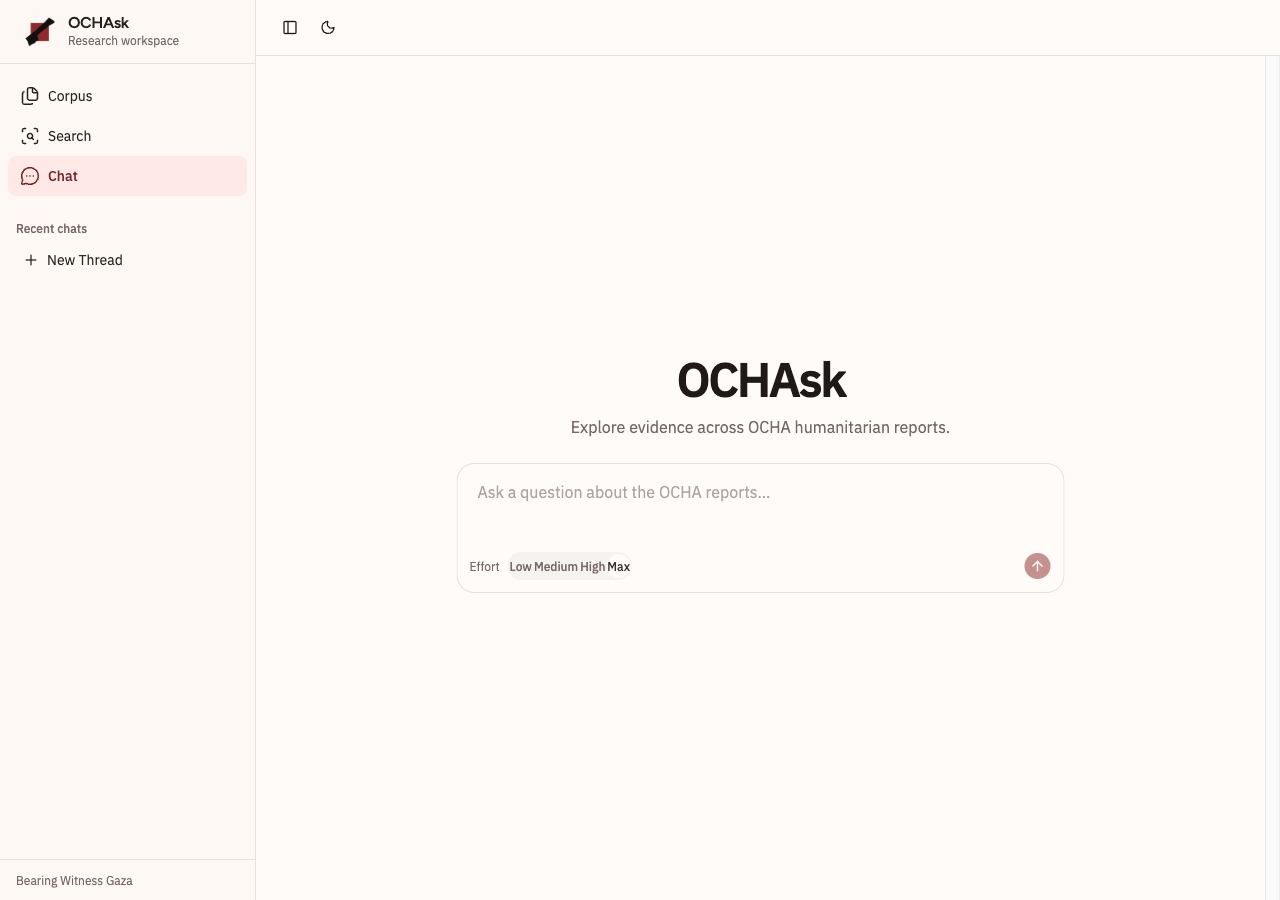 OCHAsk
Research workspace
Corpus
Search
Chat
Recent chats
New Thread
Bearing Witness Gaza
OCHAsk
Explore evidence across OCHA humanitarian reports.
Ask a question about the OCHA reports...
Effort Low Medium High Max